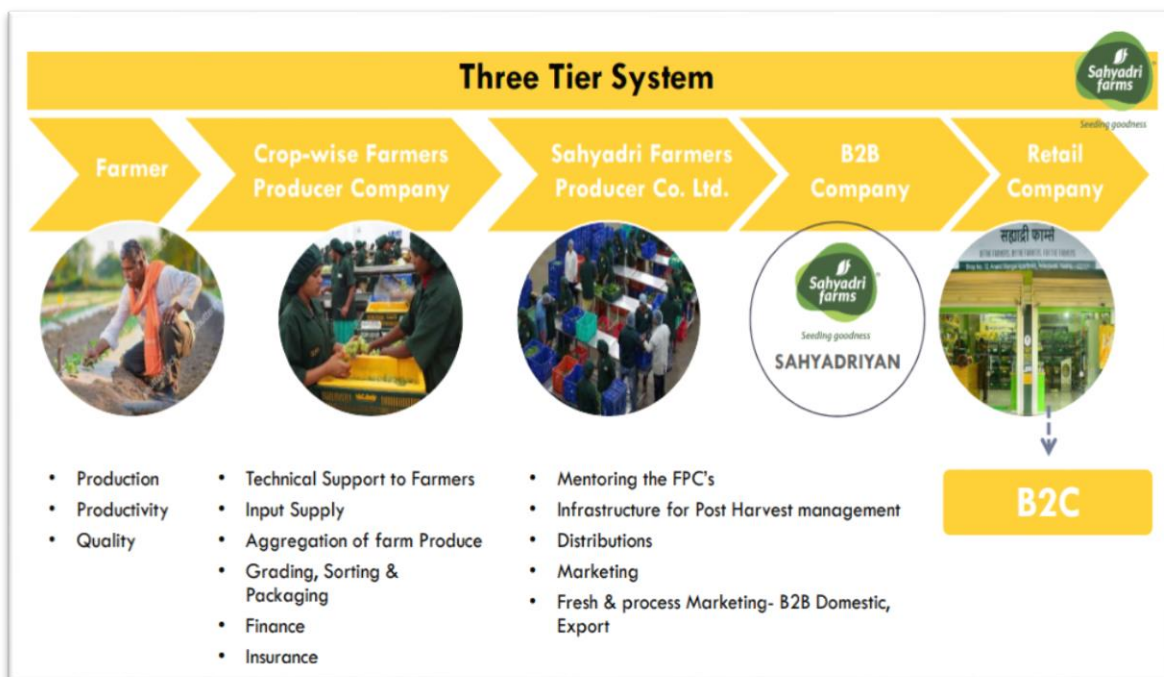 Three Tier System
Sahyadri
farms
Seeding goodness
Farmer
Crop-wise Farmers
Producer Company
Sahyadri Farmers
Producer Co. Ltd.
B2B
Company
Retail
Company
Sahyadri
farms
Seeding goodness
SAHYADRIYAN
सह्याद्री फार्म्स
• Production
• Productivity
• Quality
• Technical Support to Farmers
• Input Supply
• Aggregation of farm Produce
• Grading, Sorting &
Packaging
• Finance
• Insurance
• Mentoring the FPC's
• Infrastructure for Post Harvest management
• Distributions
• Marketing
• Fresh & process Marketing- B2B Domestic,
Export
B2C